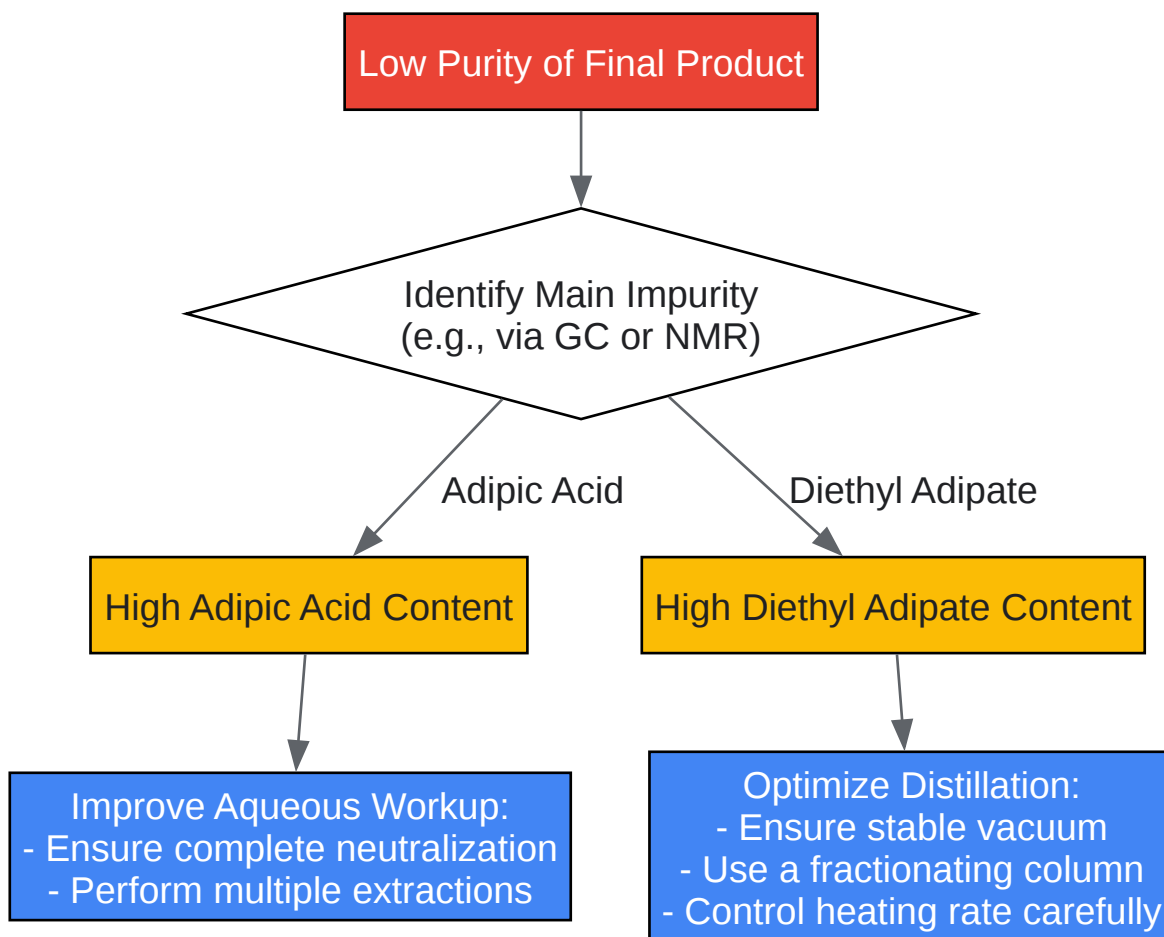 Low Purity of Final Product
Identify Main Impurity
(e.g., via GC or NMR)
Adipic Acid
Diethyl Adipate
High Adipic Acid Content
High Diethyl Adipate Content
Improve Aqueous Workup:
- Ensure complete neutralization
- Perform multiple extractions
Optimize Distillation:
- Ensure stable vacuum
- Use a fractionating column
- Control heating rate carefully